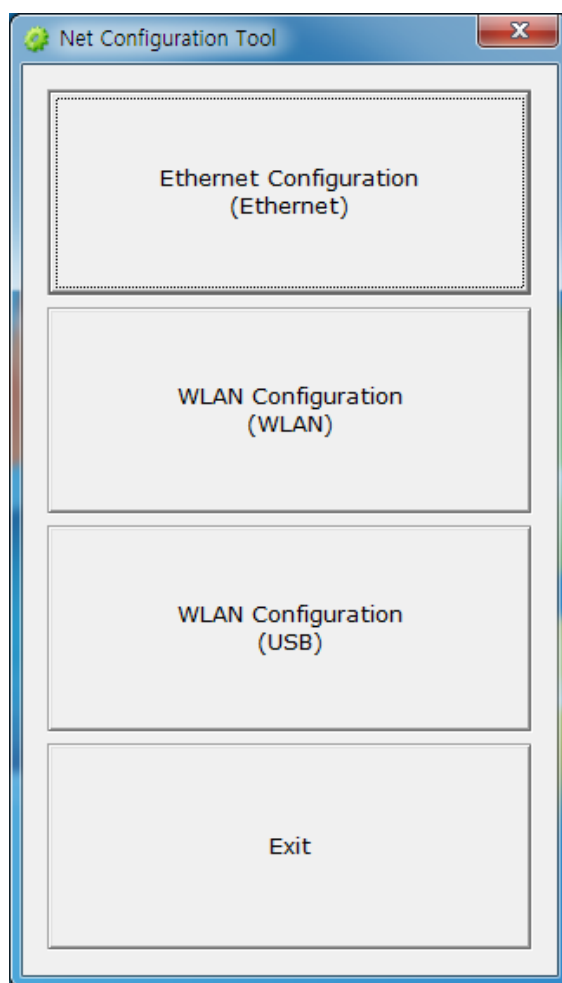 Net Configuration Tool
Ethernet Configuration
(Ethernet)
WLAN Configuration
(WLAN)
WLAN Configuration
(USB)
Exit